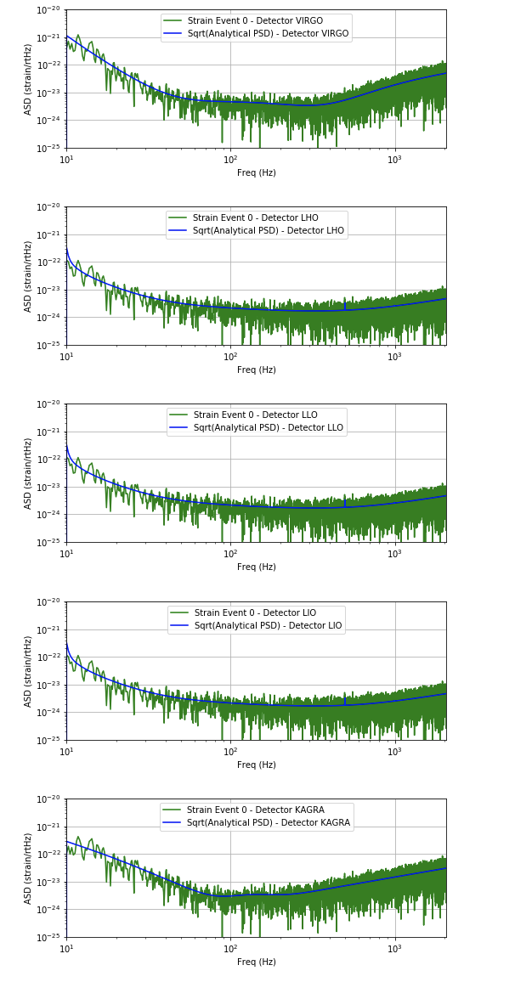 10⁻²⁰
Strain Event 0 - Detector VIRGO
Sqrt(Analytical PSD) - Detector VIRGO
10⁻²¹
10⁻²²
10⁻²³
10⁻²⁴
10⁻²⁵
ASD (strain/rtHz)
10¹ 10² 10³
Freq (Hz)
10⁻²⁰
Strain Event 0 - Detector LHO
Sqrt(Analytical PSD) - Detector LHO
10⁻²¹
10⁻²²
10⁻²³
10⁻²⁴
10⁻²⁵
ASD (strain/rtHz)
10¹ 10² 10³
Freq (Hz)
10⁻²⁰
Strain Event 0 - Detector LLO
Sqrt(Analytical PSD) - Detector LLO
10⁻²¹
10⁻²²
10⁻²³
10⁻²⁴
10⁻²⁵
ASD (strain/rtHz)
10¹ 10² 10³
Freq (Hz)
10⁻²⁰
Strain Event 0 - Detector LIO
Sqrt(Analytical PSD) - Detector LIO
10⁻²¹
10⁻²²
10⁻²³
10⁻²⁴
10⁻²⁵
ASD (strain/rtHz)
10¹ 10² 10³
Freq (Hz)
10⁻²⁰
Strain Event 0 - Detector KAGRA
Sqrt(Analytical PSD) - Detector KAGRA
10⁻²¹
10⁻²²
10⁻²³
10⁻²⁴
10⁻²⁵
ASD (strain/rtHz)
10¹ 10² 10³
Freq (Hz)